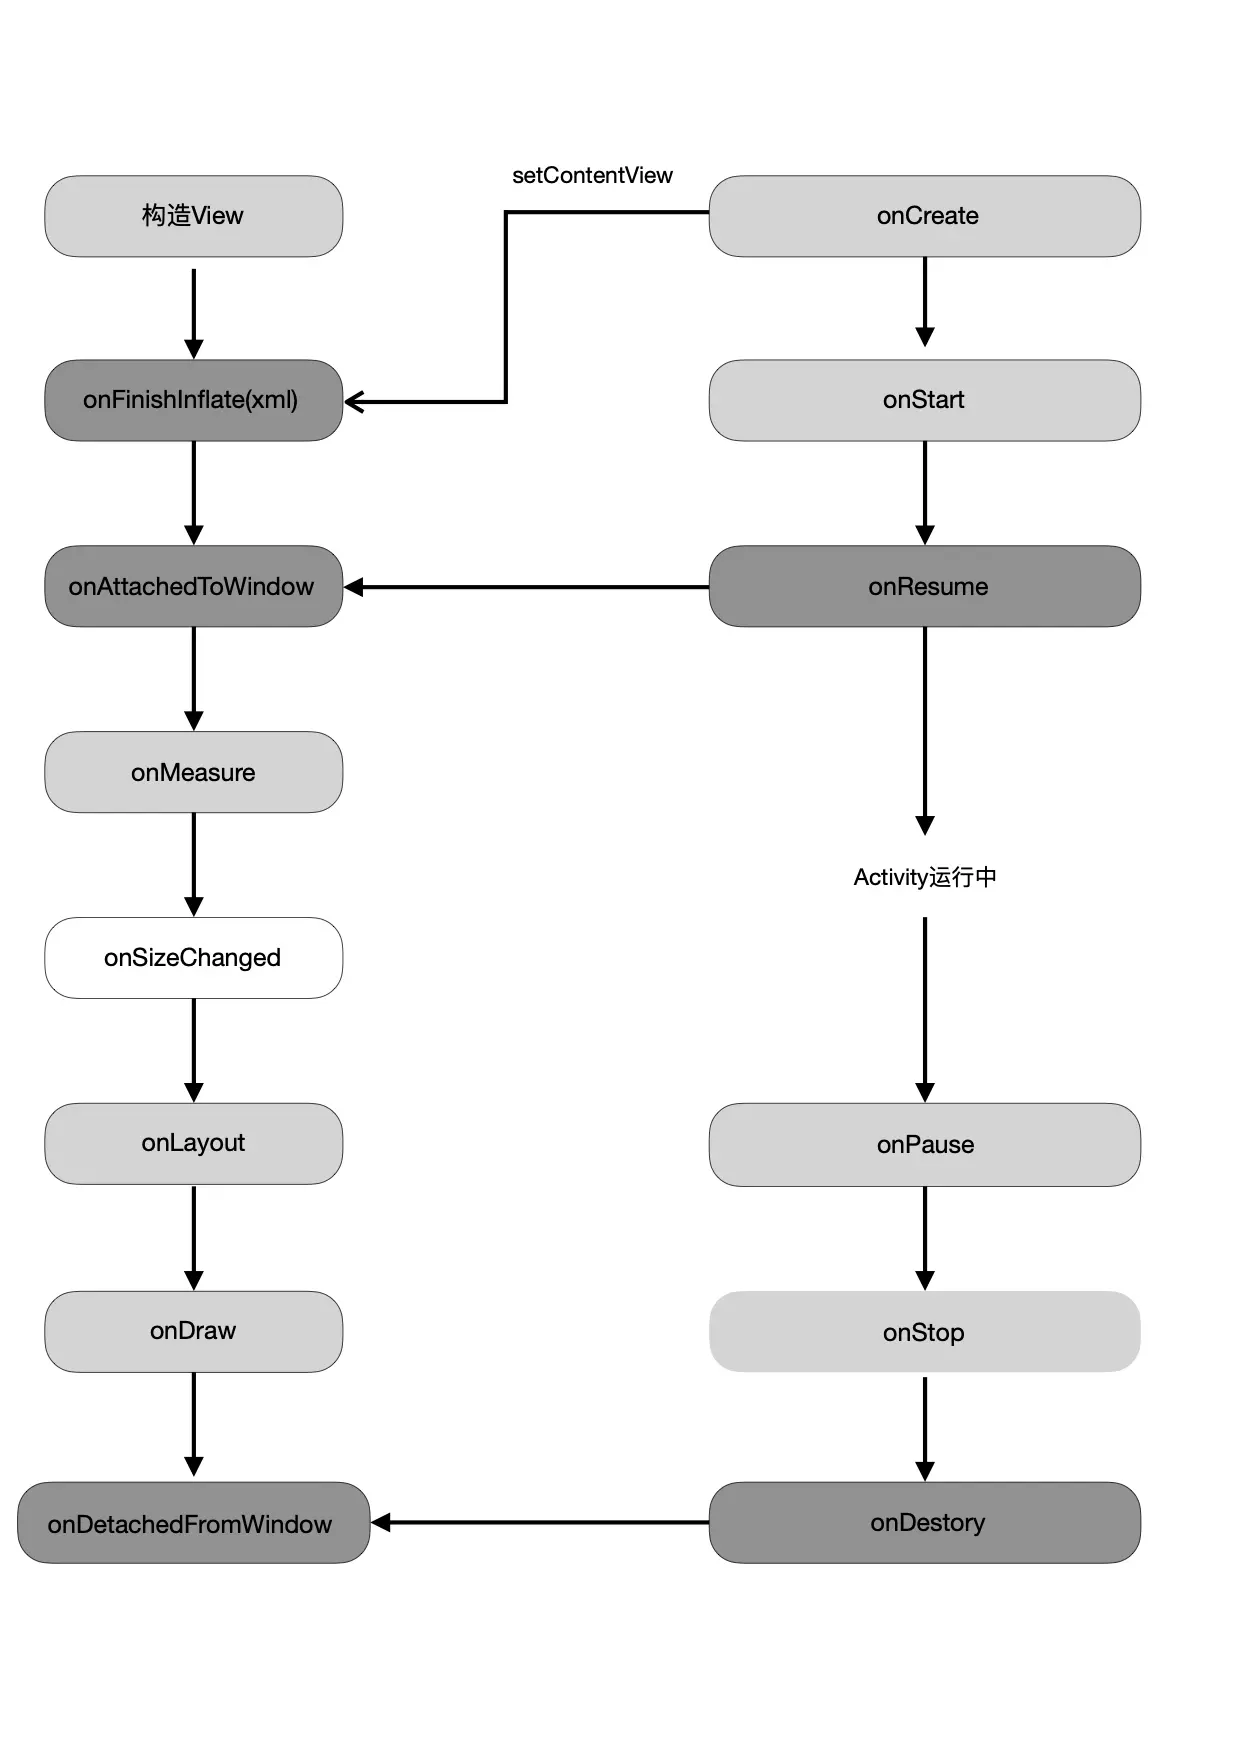 setContentView
构造View
onCreate
onFinishInflate(xml)
onStart
onAttachedToWindow
onResume
onMeasure
Activity运行中
onSizeChanged
onLayout
onPause
onDraw
onStop
onDetachedFromWindow
onDestory